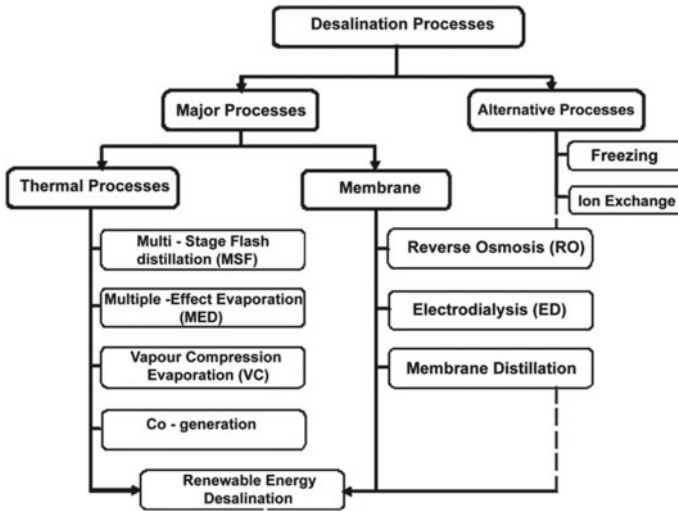 Desalination Processes
Major Processes
Alternative Processes
Freezing
Ion Exchange
Thermal Processes
Membrane
Multi - Stage Flash
distillation (MSF)
Multiple -Effect Evaporation
(MED)
Vapour Compression
Evaporation (VC)
Co - generation
Reverse Osmosis (RO)
Electrodialysis (ED)
Membrane Distillation
Renewable Energy
Desalination